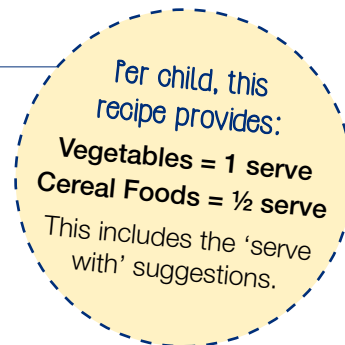 Per child, this
recipe provides:
Vegetables = 1 serve
Cereal Foods = ½ serve
This includes the ‘serve
with’ suggestions.